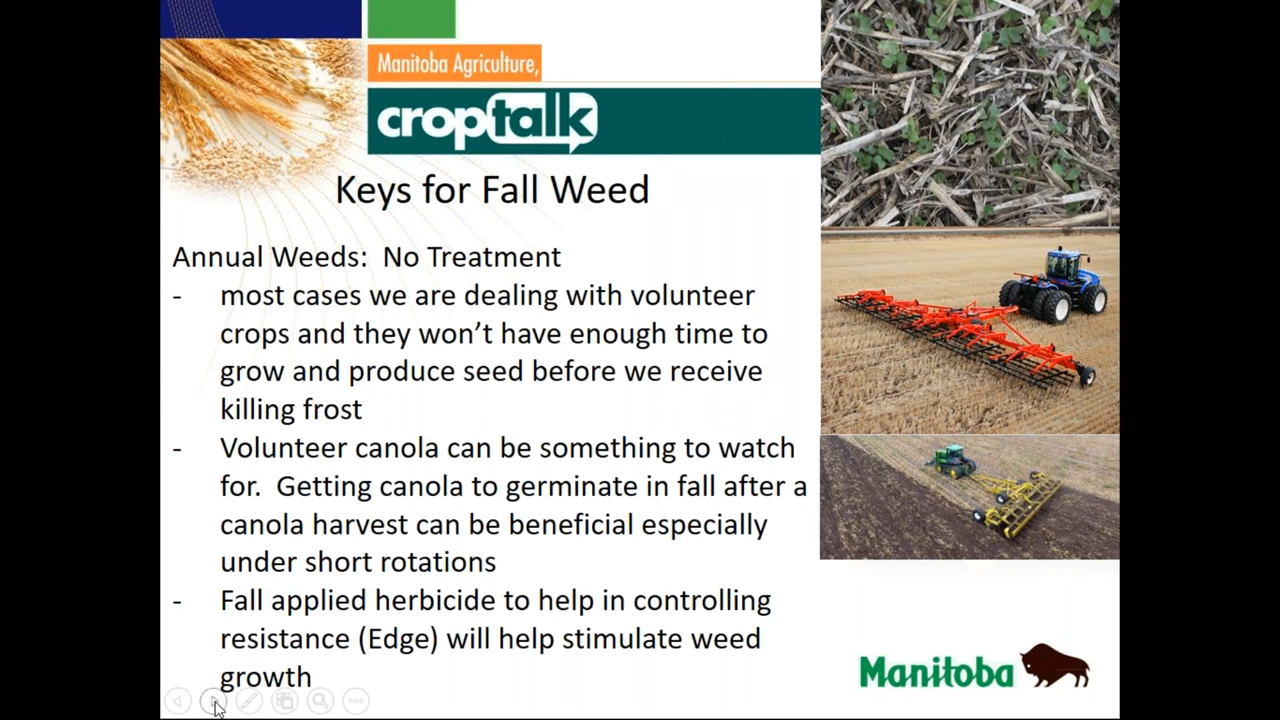 Manitoba Agriculture,
croptalk
Keys for Fall Weed
Annual Weeds:  No Treatment
- most cases we are dealing with volunteer
crops and they won't have enough time to
grow and produce seed before we receive
killing frost
- Volunteer canola can be something to watch
for.  Getting canola to germinate in fall after a
canola harvest can be beneficial especially
under short rotations
- Fall applied herbicide to help in controlling
resistance (Edge) will help stimulate weed
growth
Manitoba